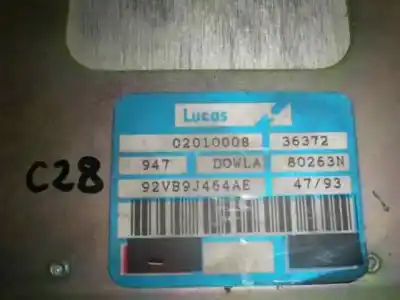 Lucas
02010008 36372
947 DOWLA 80263N
C28
92VB9J464AE 47/93